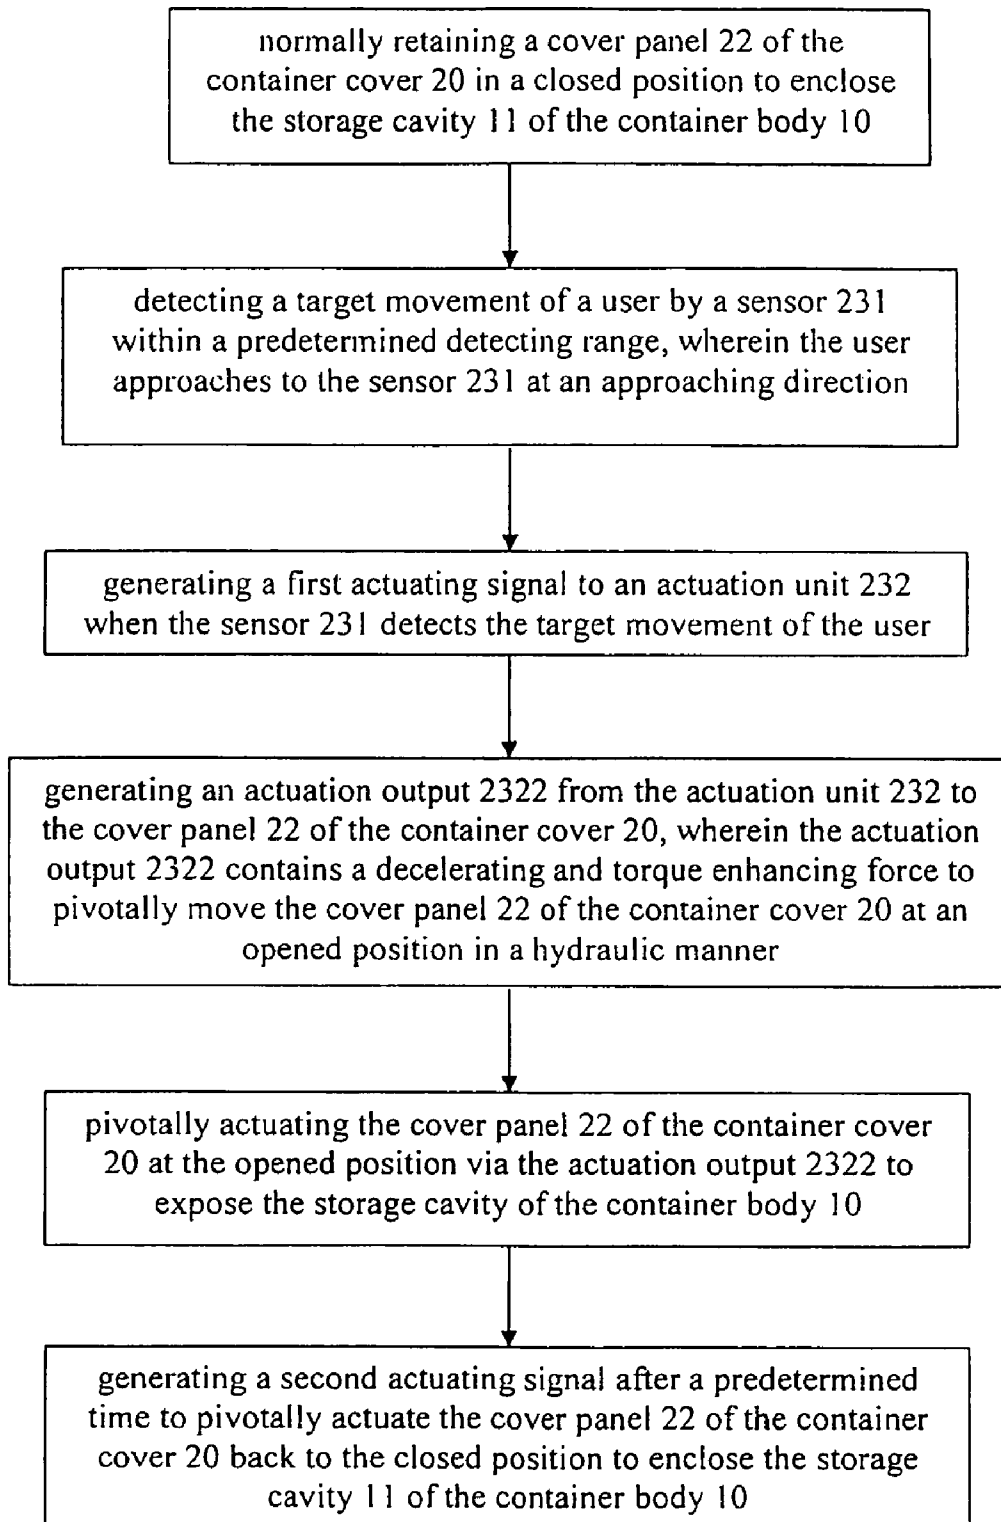 normally retaining a cover panel 22 of the
container cover 20 in a closed position to enclose
the storage cavity 11 of the container body 10
detecting a target movement of a user by a sensor 231
within a predetermined detecting range, wherein the user
approaches to the sensor 231 at an approaching direction
generating a first actuating signal to an actuation unit 232
when the sensor 231 detects the target movement of the user
generating an actuation output 2322 from the actuation unit 232 to
the cover panel 22 of the container cover 20, wherein the actuation
output 2322 contains a decelerating and torque enhancing force to
pivotally move the cover panel 22 of the container cover 20 at an
opened position in a hydraulic manner
pivotally actuating the cover panel 22 of the container cover
20 at the opened position via the actuation output 2322 to
expose the storage cavity of the container body 10
generating a second actuating signal after a predetermined
time to pivotally actuate the cover panel 22 of the container
cover 20 back to the closed position to enclose the storage
cavity 11 of the container body 10